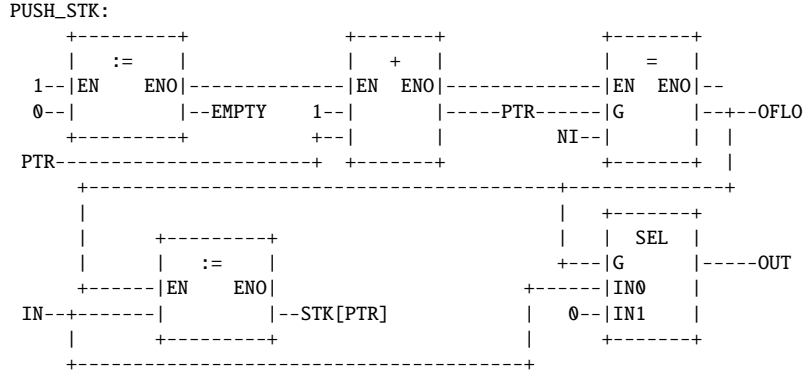 PUSH_STK:
:= + =
1--|EN ENO|--------------|EN ENO|--------------|EN ENO|--
0--| |--EMPTY 1--| |-----PTR------|G |--+--OFLO
NI--|
PTR
SEL
G |-----OUT
:=
EN ENO| IN0
IN--+-------| |--STK[PTR] 0--|IN1